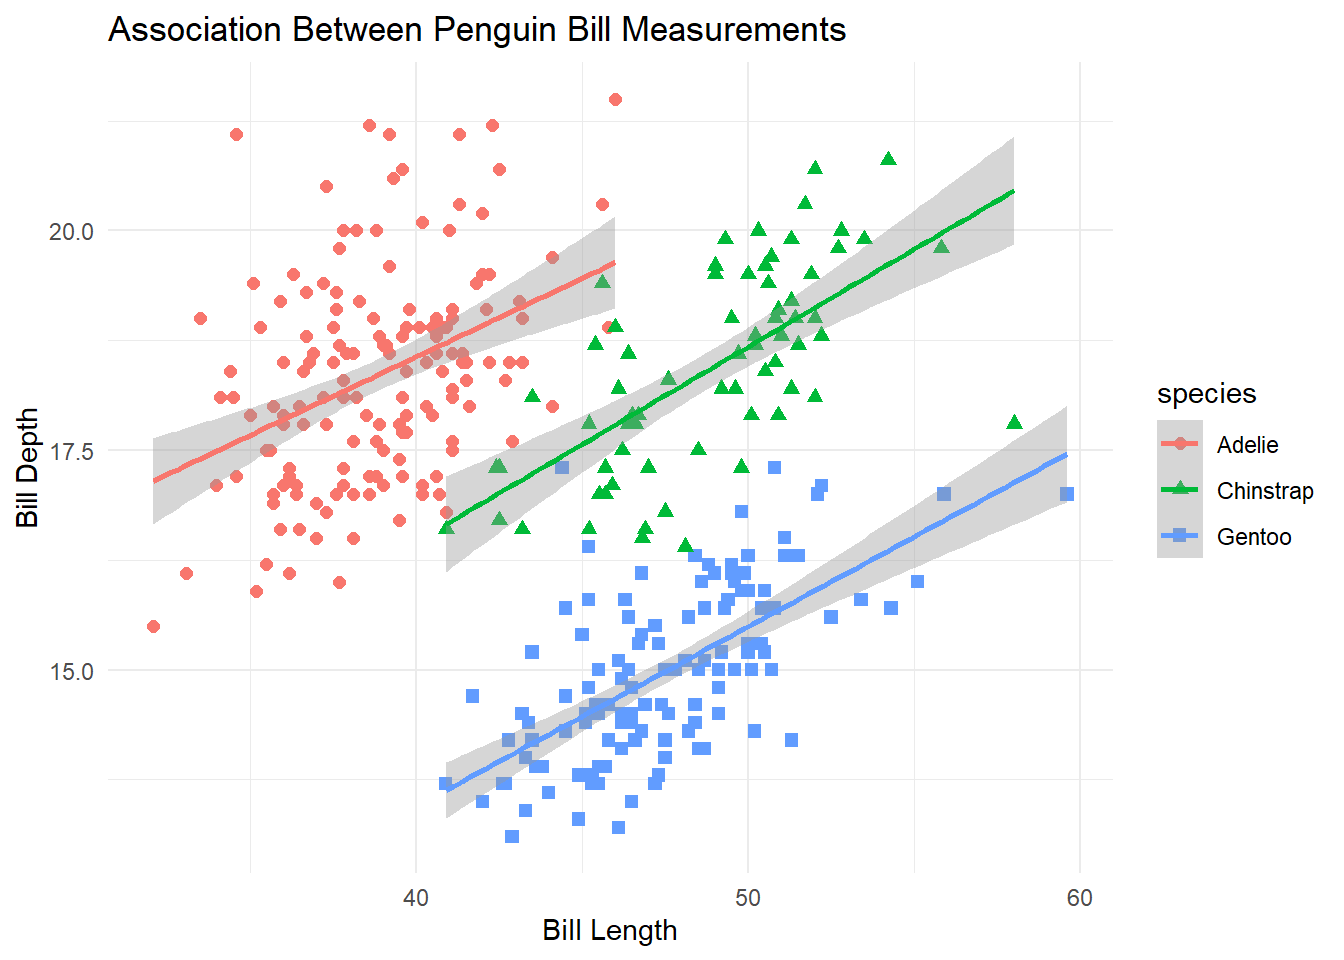 Association Between Penguin Bill Measurements
20.0
17.5
15.0
Bill Depth
40 50 60
Bill Length
species
Adelie
Chinstrap
Gentoo